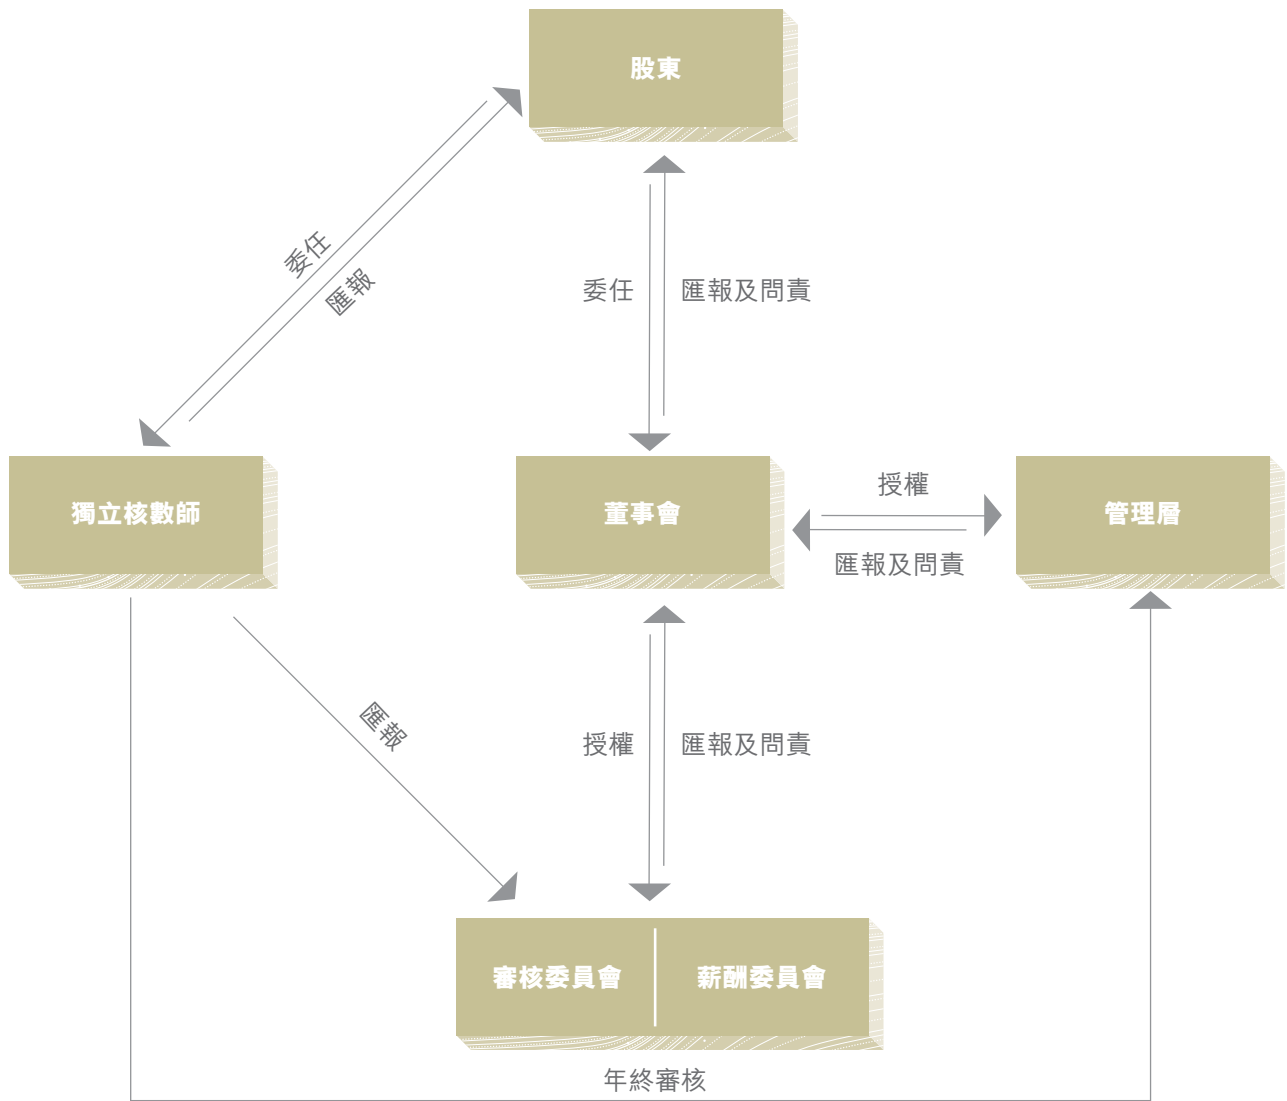 股東
委任
匯報
委任
匯報及問責
獨立核數師
董事會
授權
匯報及問責
管理層
匯報
授權
匯報及問責
審核委員會
薪酬委員會
年終審核